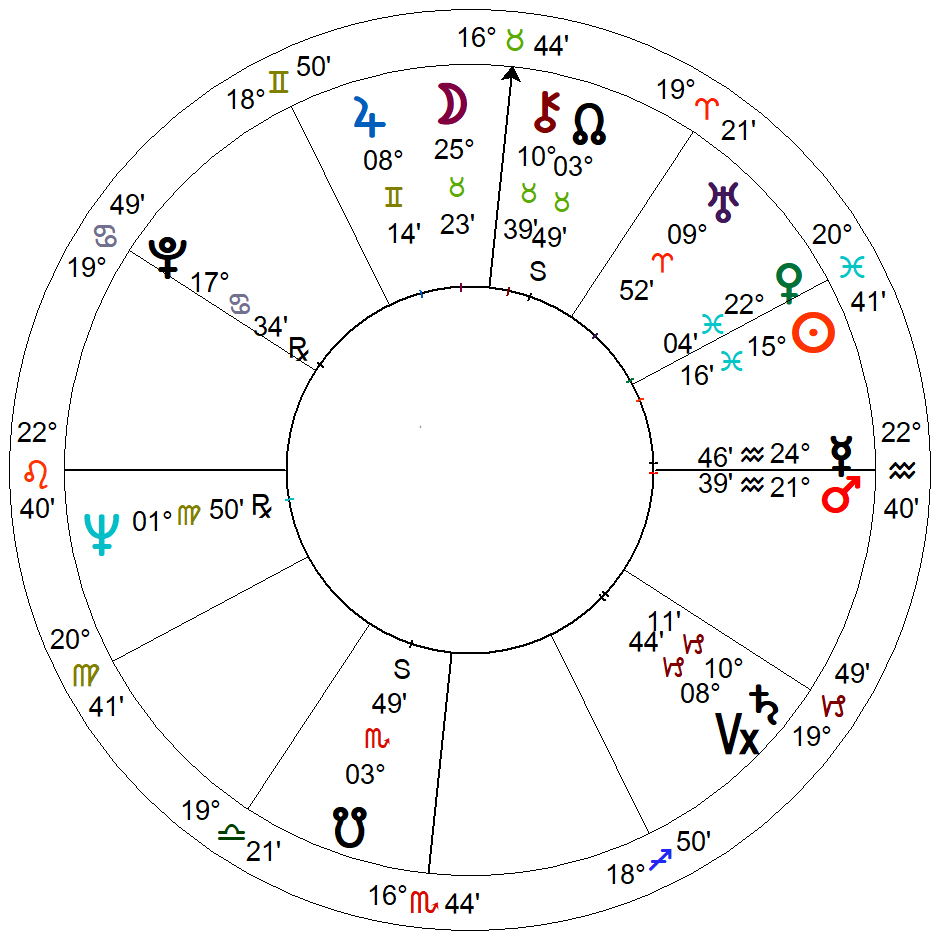 16° ♉ 44'
18° ♊ 50'
19° ♈ 21'
♃ 08° ♊ 14'
☽ 25° ♉ 23'
⚷ 10° ♉ 39'
☊ 03° ♉ 49' S
49' ♋ 19°
♇ 17° ♋ 34' ℞
♅ 09° ♈ 52'
20° ♓ 41'
♀ 22° ♓ 04'
☉ 15° ♓ 16'
22° ♌ 40'
46' ♒ 24° ☿
39' ♒ 21° ♂
22° ♒ 40'
♆ 01° ♍ 50' ℞
20° ♍ 41'
11' ♑ 10° ♄
44' ♑ 08° Vx
49' ♑ 19°
S 49' ♏ 03° ☋
19° ♎ 21'
16° ♏ 44'
18° ♐ 50'